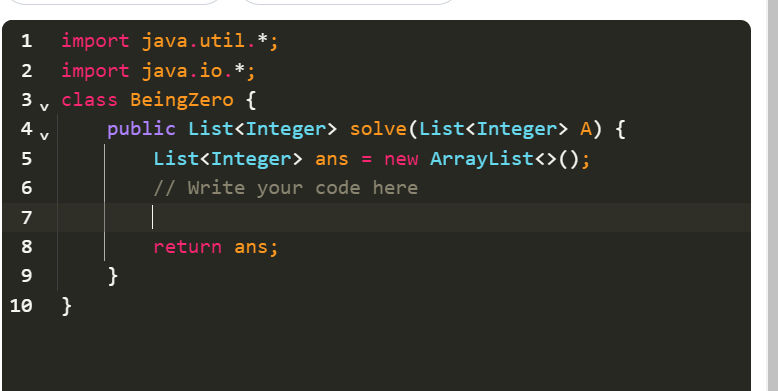 1 import java.util.*;
2 import java.io.*;
3 class BeingZero {
4     public List<Integer> solve(List<Integer> A) {
5         List<Integer> ans = new ArrayList<>();
6         // Write your code here
7
8         return ans;
9     }
10 }